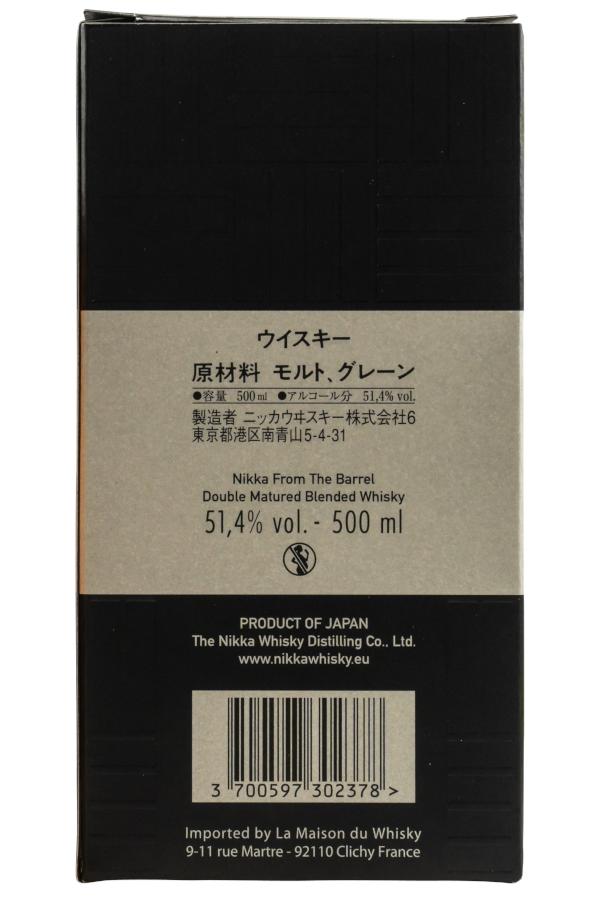 ウイスキー
原材料 モルト、グレーン
●容量 500㎖ ●アルコール分 51,4% vol.
製造者 ニッカウヰスキー株式会社6
東京都港区南青山5-4-31
Nikka From The Barrel
Double Matured Blended Whisky
51,4% vol. - 500 ml
PRODUCT OF JAPAN
The Nikka Whisky Distilling Co., Ltd.
www.nikkawhisky.eu
3 700597 302378 >
Imported by La Maison du Whisky
9-11 rue Martre - 92110 Clichy France